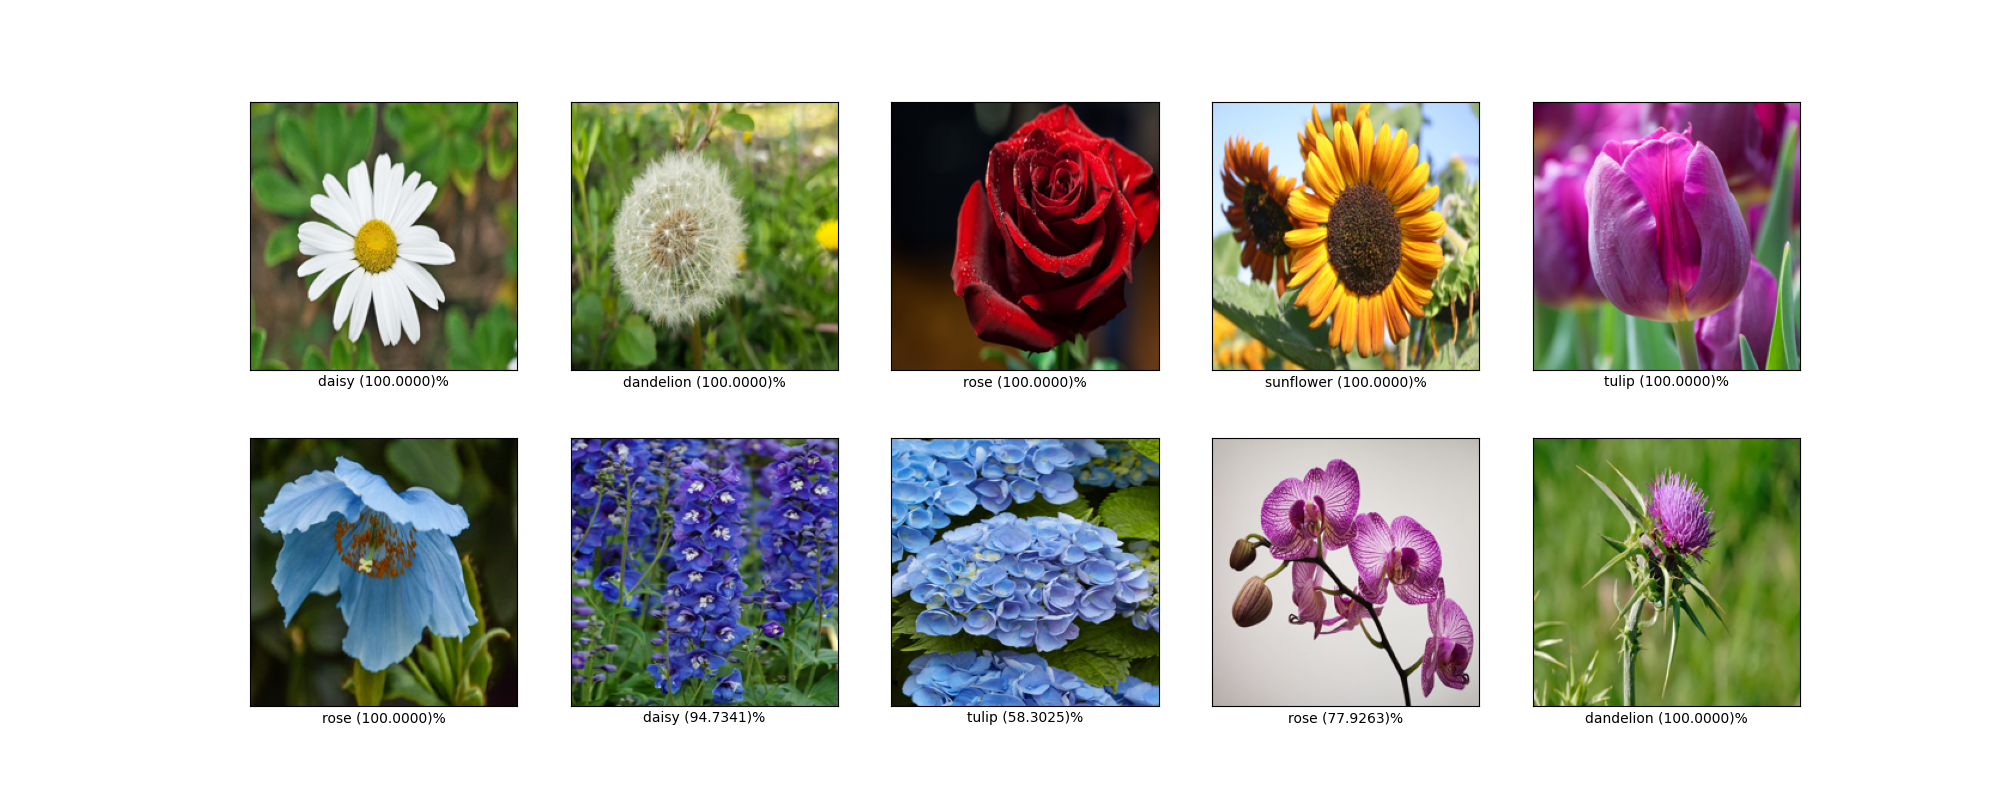 daisy (100.0000)%
dandelion (100.0000)%
rose (100.0000)%
sunflower (100.0000)%
tulip (100.0000)%
rose (100.0000)%
daisy (94.7341)%
tulip (58.3025)%
rose (77.9263)%
dandelion (100.0000)%